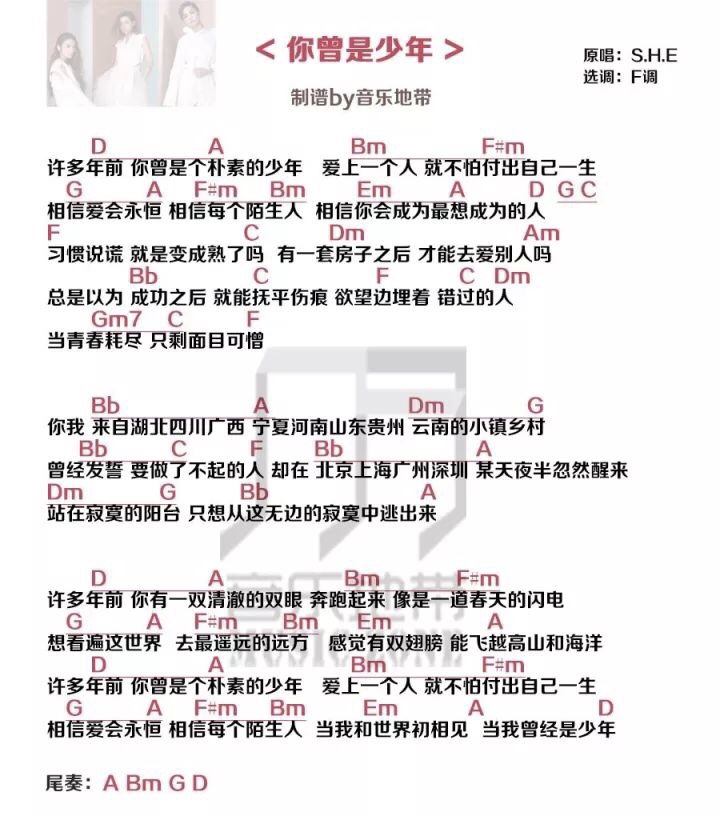 < 你曾是少年 >
原唱：S.H.E
选调：F调
制谱by音乐地带
D A Bm F#m
许多年前 你曾是个朴素的少年 爱上一个人 就不怕付出自己一生
G A F#m Bm Em A D G C
相信爱会永恒 相信每个陌生人 相信你会成为最想成为的人
F C Dm Am
习惯说谎 就是变成熟了吗 有一套房子之后 才能去爱别人吗
Bb C F C Dm
总是以为 成功之后 就能抚平伤痕 欲望边埋着 错过的人
Gm7 C F
当青春耗尽 只剩面目可憎
Bb A Dm G
你我 来自湖北四川广西 宁夏河南山东贵州 云南的小镇乡村
Bb C F Bb A
曾经发誓 要做了不起的人 却在 北京上海广州深圳 某天夜半忽然醒来
Dm G Bb A
站在寂寞的阳台 只想从这无边的寂寞中逃出来
D A Bm F#m
许多年前 你有一双清澈的双眼 奔跑起来 像是一道春天的闪电
G A F#m Bm Em A
想看遍这世界 去最遥远的远方 感觉有双翅膀 能飞越高山和海洋
D A Bm F#m
许多年前 你曾是个朴素的少年 爱上一个人 就不怕付出自己一生
G A F#m Bm Em A D
相信爱会永恒 相信每个陌生人 当我和世界初相见 当我曾经是少年
尾奏：A Bm G D
音乐地带
MUSIC ZONE